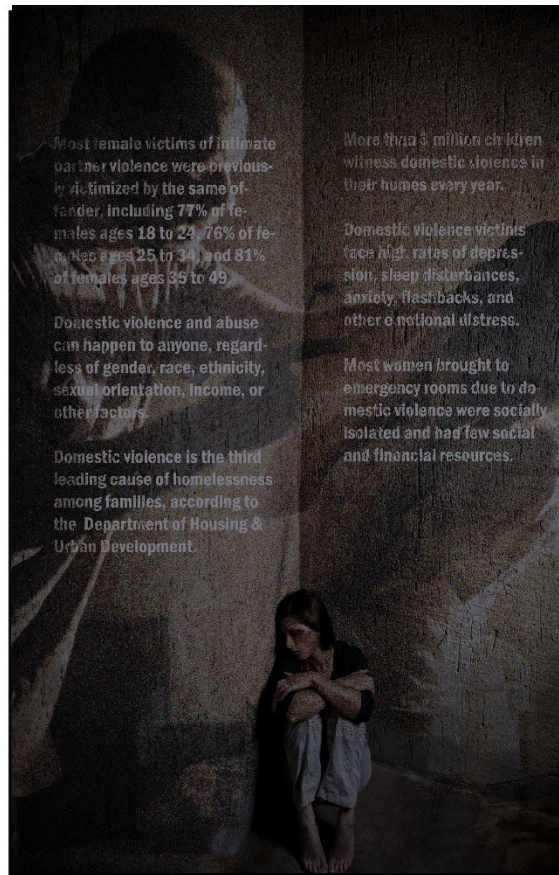 Most female victims of intimate
partner violence were previous-
ly victimized by the same of-
fender, including 77% of fe-
males ages 18 to 24, 76% of fe-
males ages 25 to 34, and 81%
of females ages 35 to 49.
Domestic violence and abuse
can happen to anyone, regard-
less of gender, race, ethnicity,
sexual orientation, income, or
other factors.
Domestic violence is the third
leading cause of homelessness
among families, according to
the Department of Housing &
Urban Development.
More than 3 million children
witness domestic violence in
their homes every year.
Domestic violence victims
face high rates of depres-
sion, sleep disturbances,
anxiety, flashbacks, and
other emotional distress.
Most women brought to
emergency rooms due to do-
mestic violence were socially
isolated and had few social
and financial resources.